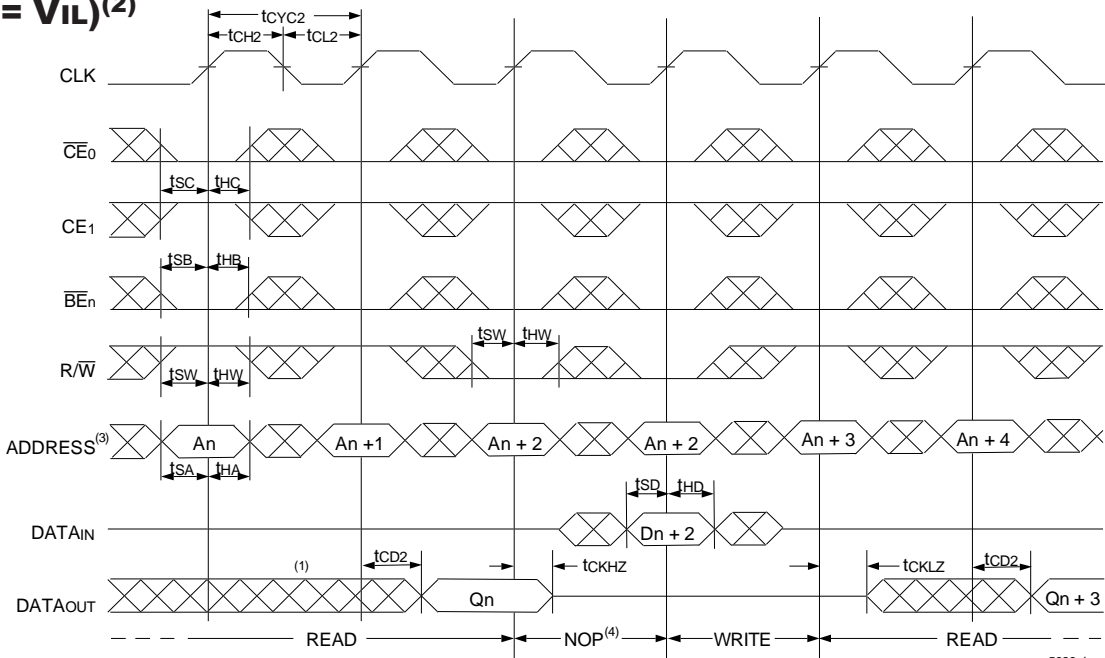 = VIL)(2)
tCYC2
tCH2 tCL2
CLK
CE0
tSC tHC
CE1
tSB tHB
BEn
tSW tHW
R/W
tSW tHW
ADDRESS(3) An An +1 An + 2 An + 2 An + 3 An + 4
tSA tHA
tSD tHD
DATAIN Dn + 2
(1) tCD2 tCKHZ tCKLZ tCD2
DATAOUT Qn Qn + 3
READ NOP(4) WRITE READ